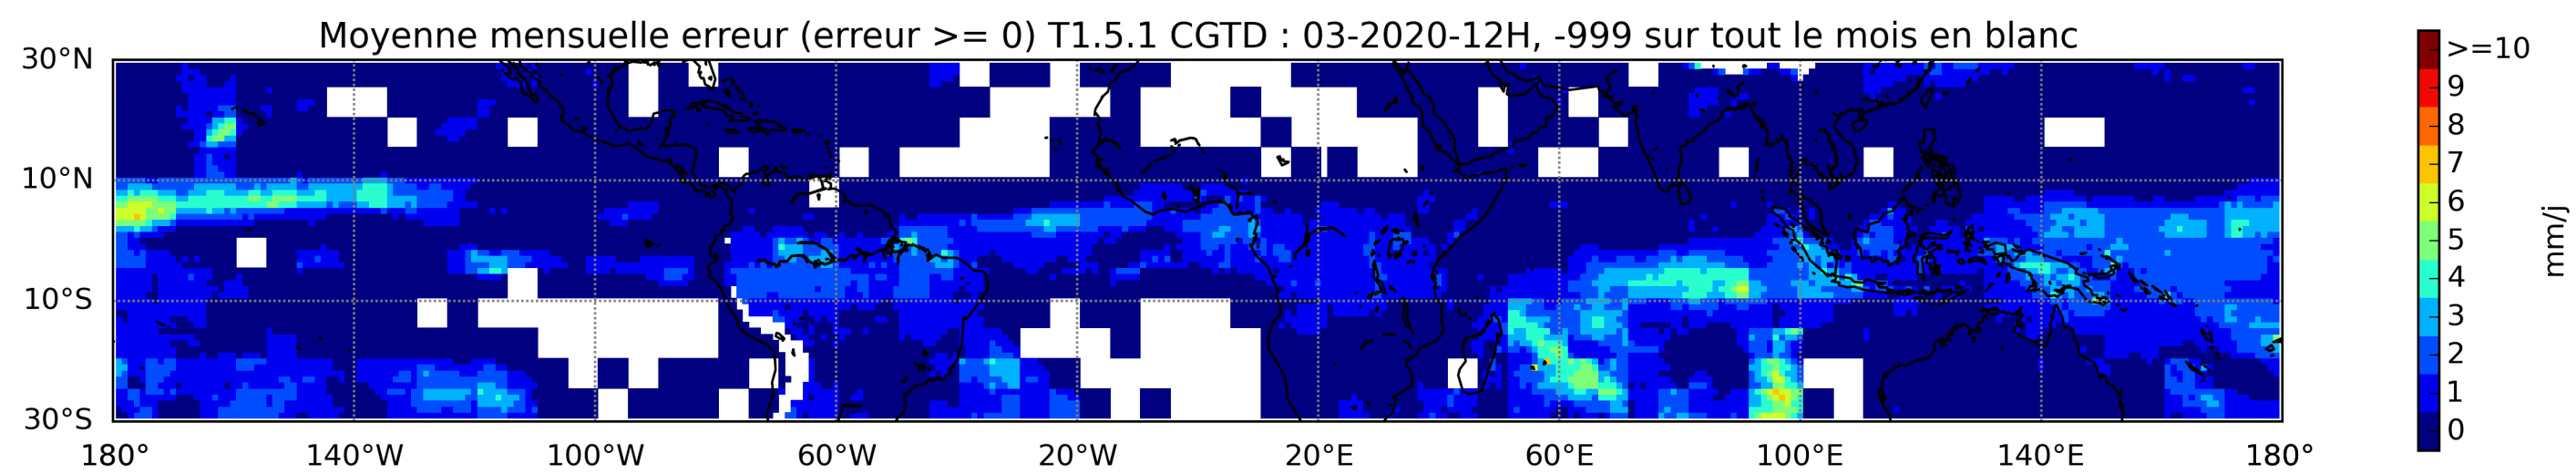 Moyenne mensuelle erreur (erreur >= 0) T1.5.1 CGTD : 03-2020-12H, -999 sur tout le mois en blanc
30°N
10°N
10°S
30°S
180° 140°W 100°W 60°W 20°W 20°E 60°E 100°E 140°E 180°
>=10
9
8
7
6
5
4
3
2
1
0
mm/j